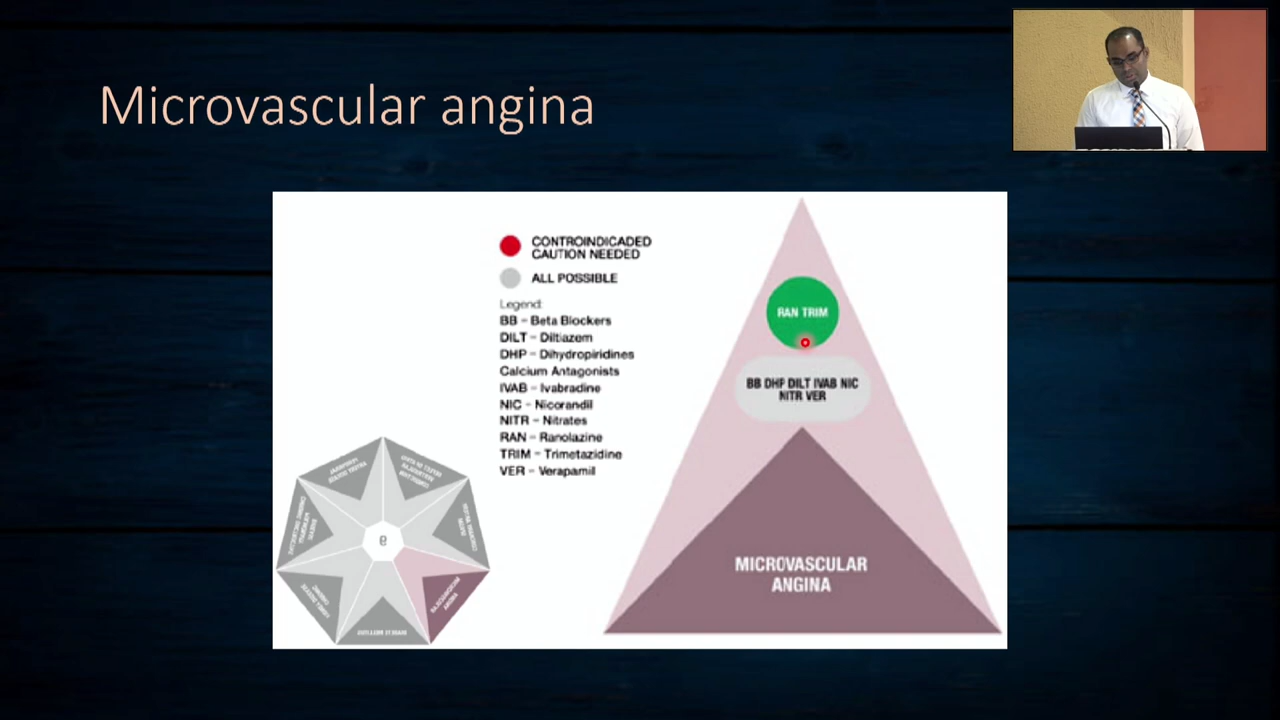 Microvascular angina
CONTROINDICADED
CAUTION NEEDED
ALL POSSIBLE
Legend:
BB - Beta Blockers
DILT - Diltiazem
DHP - Dihydropiridines
Calcium Antagonists
IVAB - Ivabradine
NIC - Nicorandil
NITR - Nitrates
RAN - Ranolazine
TRIM - Trimetazidine
VER - Verapamil
RAN TRIM
BB DHP DILT IVAB NIC
NITR VER
MICROVASCULAR
ANGINA